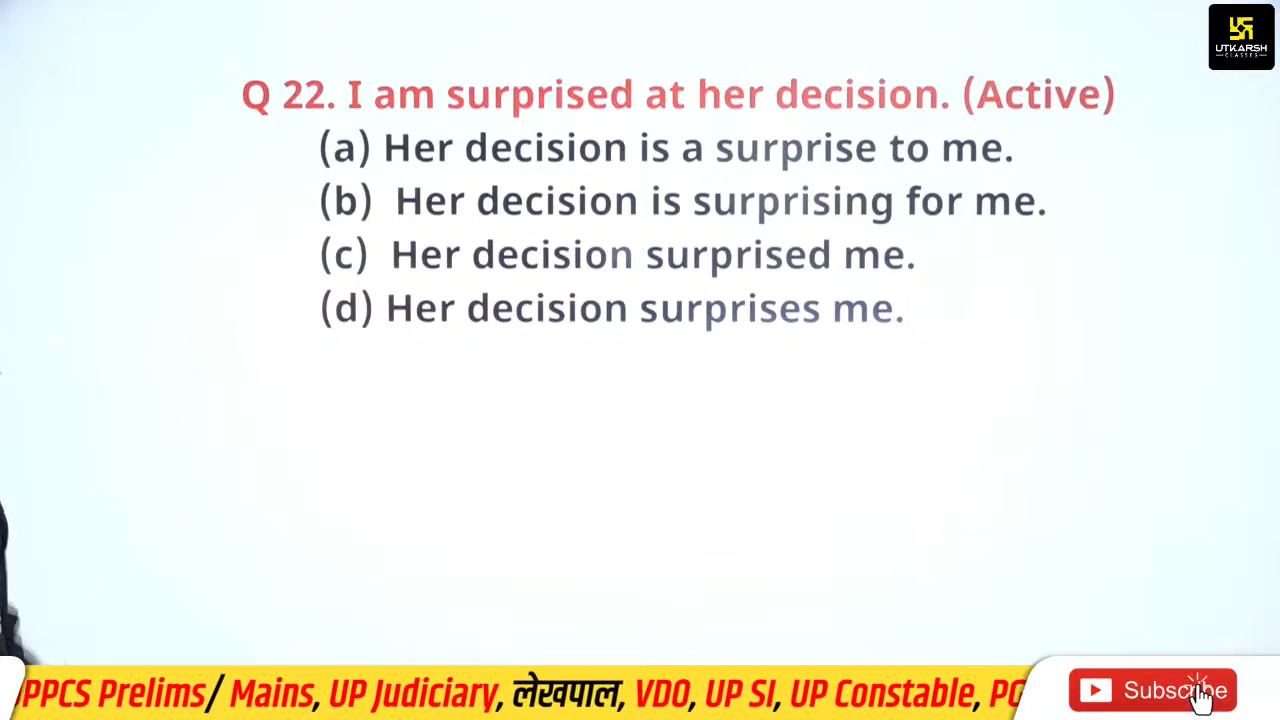 UTKARSH
CLASSES
Q 22. I am surprised at her decision. (Active)
(a) Her decision is a surprise to me.
(b) Her decision is surprising for me.
(c) Her decision surprised me.
(d) Her decision surprises me.
PPCS Prelims/ Mains, UP Judiciary, लेखपाल, VDO, UP SI, UP Constable, PC
Subscribe